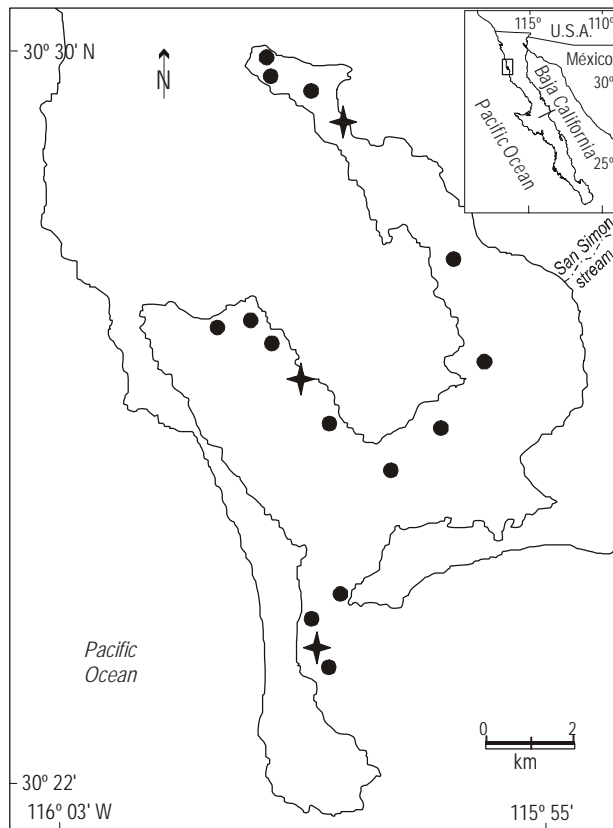 30º 30' N
N
115º
110º
U.S.A.
México
30º
Baja California
Pacific Ocean
25º
San Simon
stream
Pacific
Ocean
0
2
km
30º 22'
116º 03' W
115º 55'